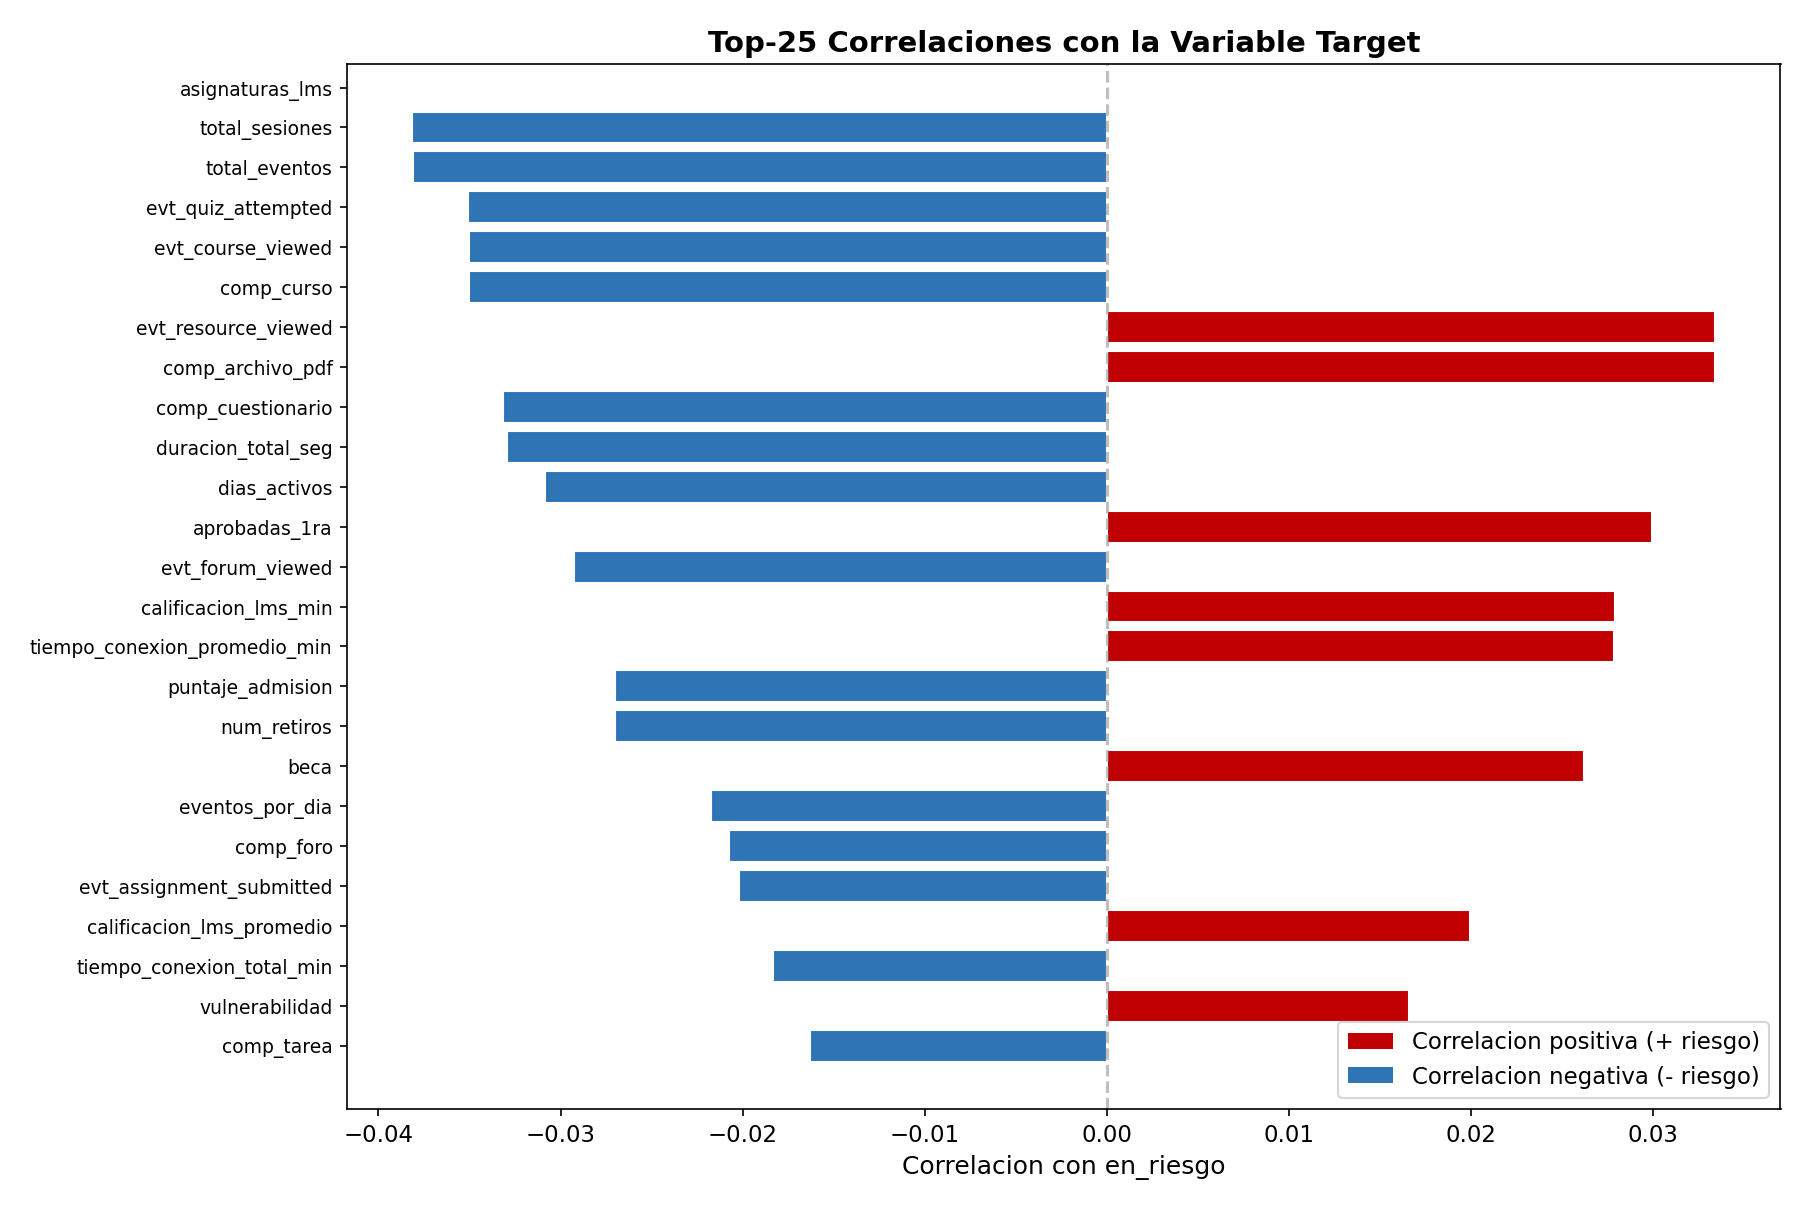 Top-25 Correlaciones con la Variable Target
asignaturas_lms
total_sesiones
total_eventos
evt_quiz_attempted
evt_course_viewed
comp_curso
evt_resource_viewed
comp_archivo_pdf
comp_cuestionario
duracion_total_seg
dias_activos
aprobadas_1ra
evt_forum_viewed
calificacion_lms_min
tiempo_conexion_promedio_min
puntaje_admision
num_retiros
beca
eventos_por_dia
comp_foro
evt_assignment_submitted
calificacion_lms_promedio
tiempo_conexion_total_min
vulnerabilidad
comp_tarea
Correlacion positiva (+ riesgo)
Correlacion negativa (- riesgo)
−0.04 −0.03 −0.02 −0.01 0.00 0.01 0.02 0.03
Correlacion con en_riesgo